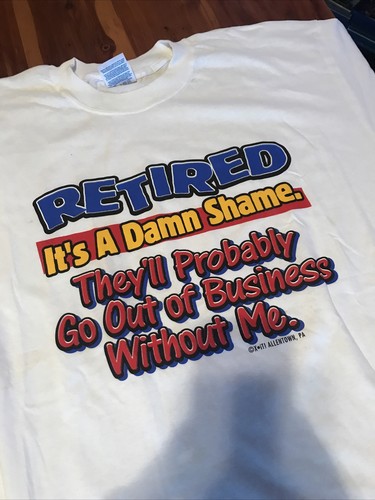 RETIRED
It's A Damn Shame.
They'll Probably
Go Out of Business
Without Me.